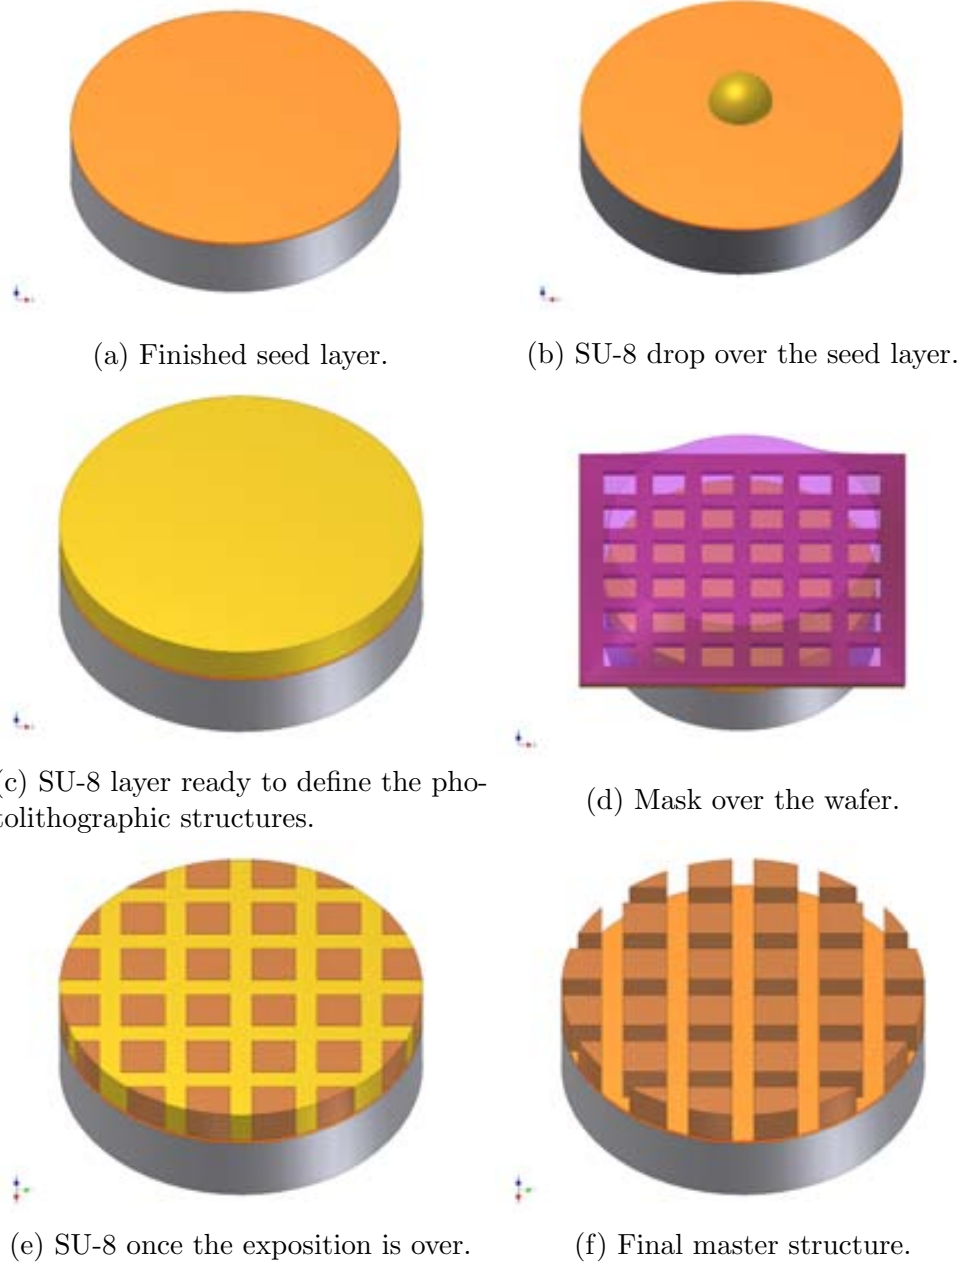 (a) Finished seed layer.
(b) SU-8 drop over the seed layer.
(c) SU-8 layer ready to define the pho-
tolithographic structures.
(d) Mask over the wafer.
(e) SU-8 once the exposition is over.
(f) Final master structure.